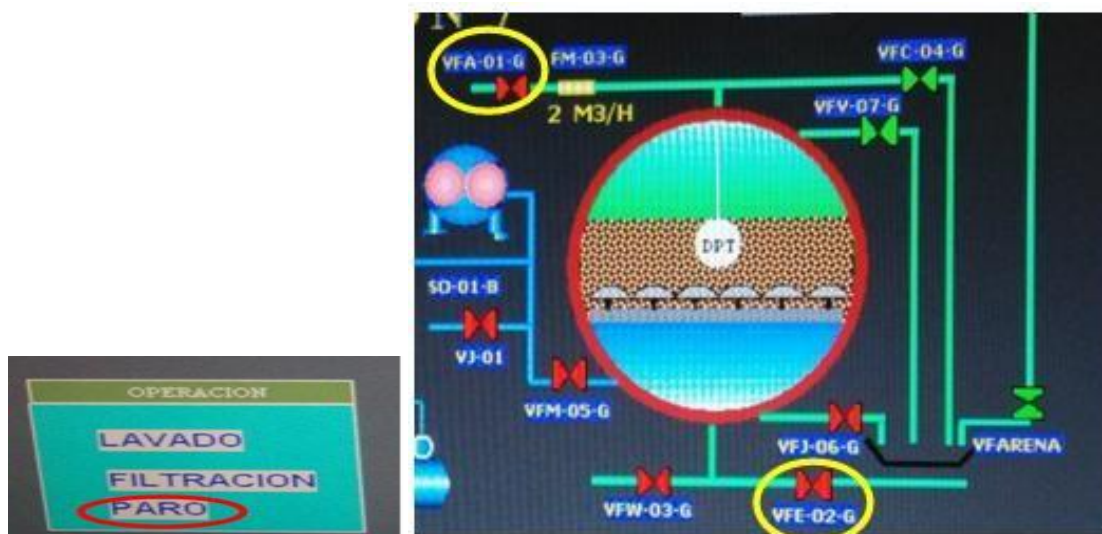 OPERACION
LAVADO
FILTRACION
PARO
VFA-01-G
FM-03-G
VFC-04-G
2 M3/H
VFV-07-G
DPT
SO-01-B
VJ-01
VFM-05-G
VFJ-06-G
VFARENA
VFW-03-G
VFE-02-G